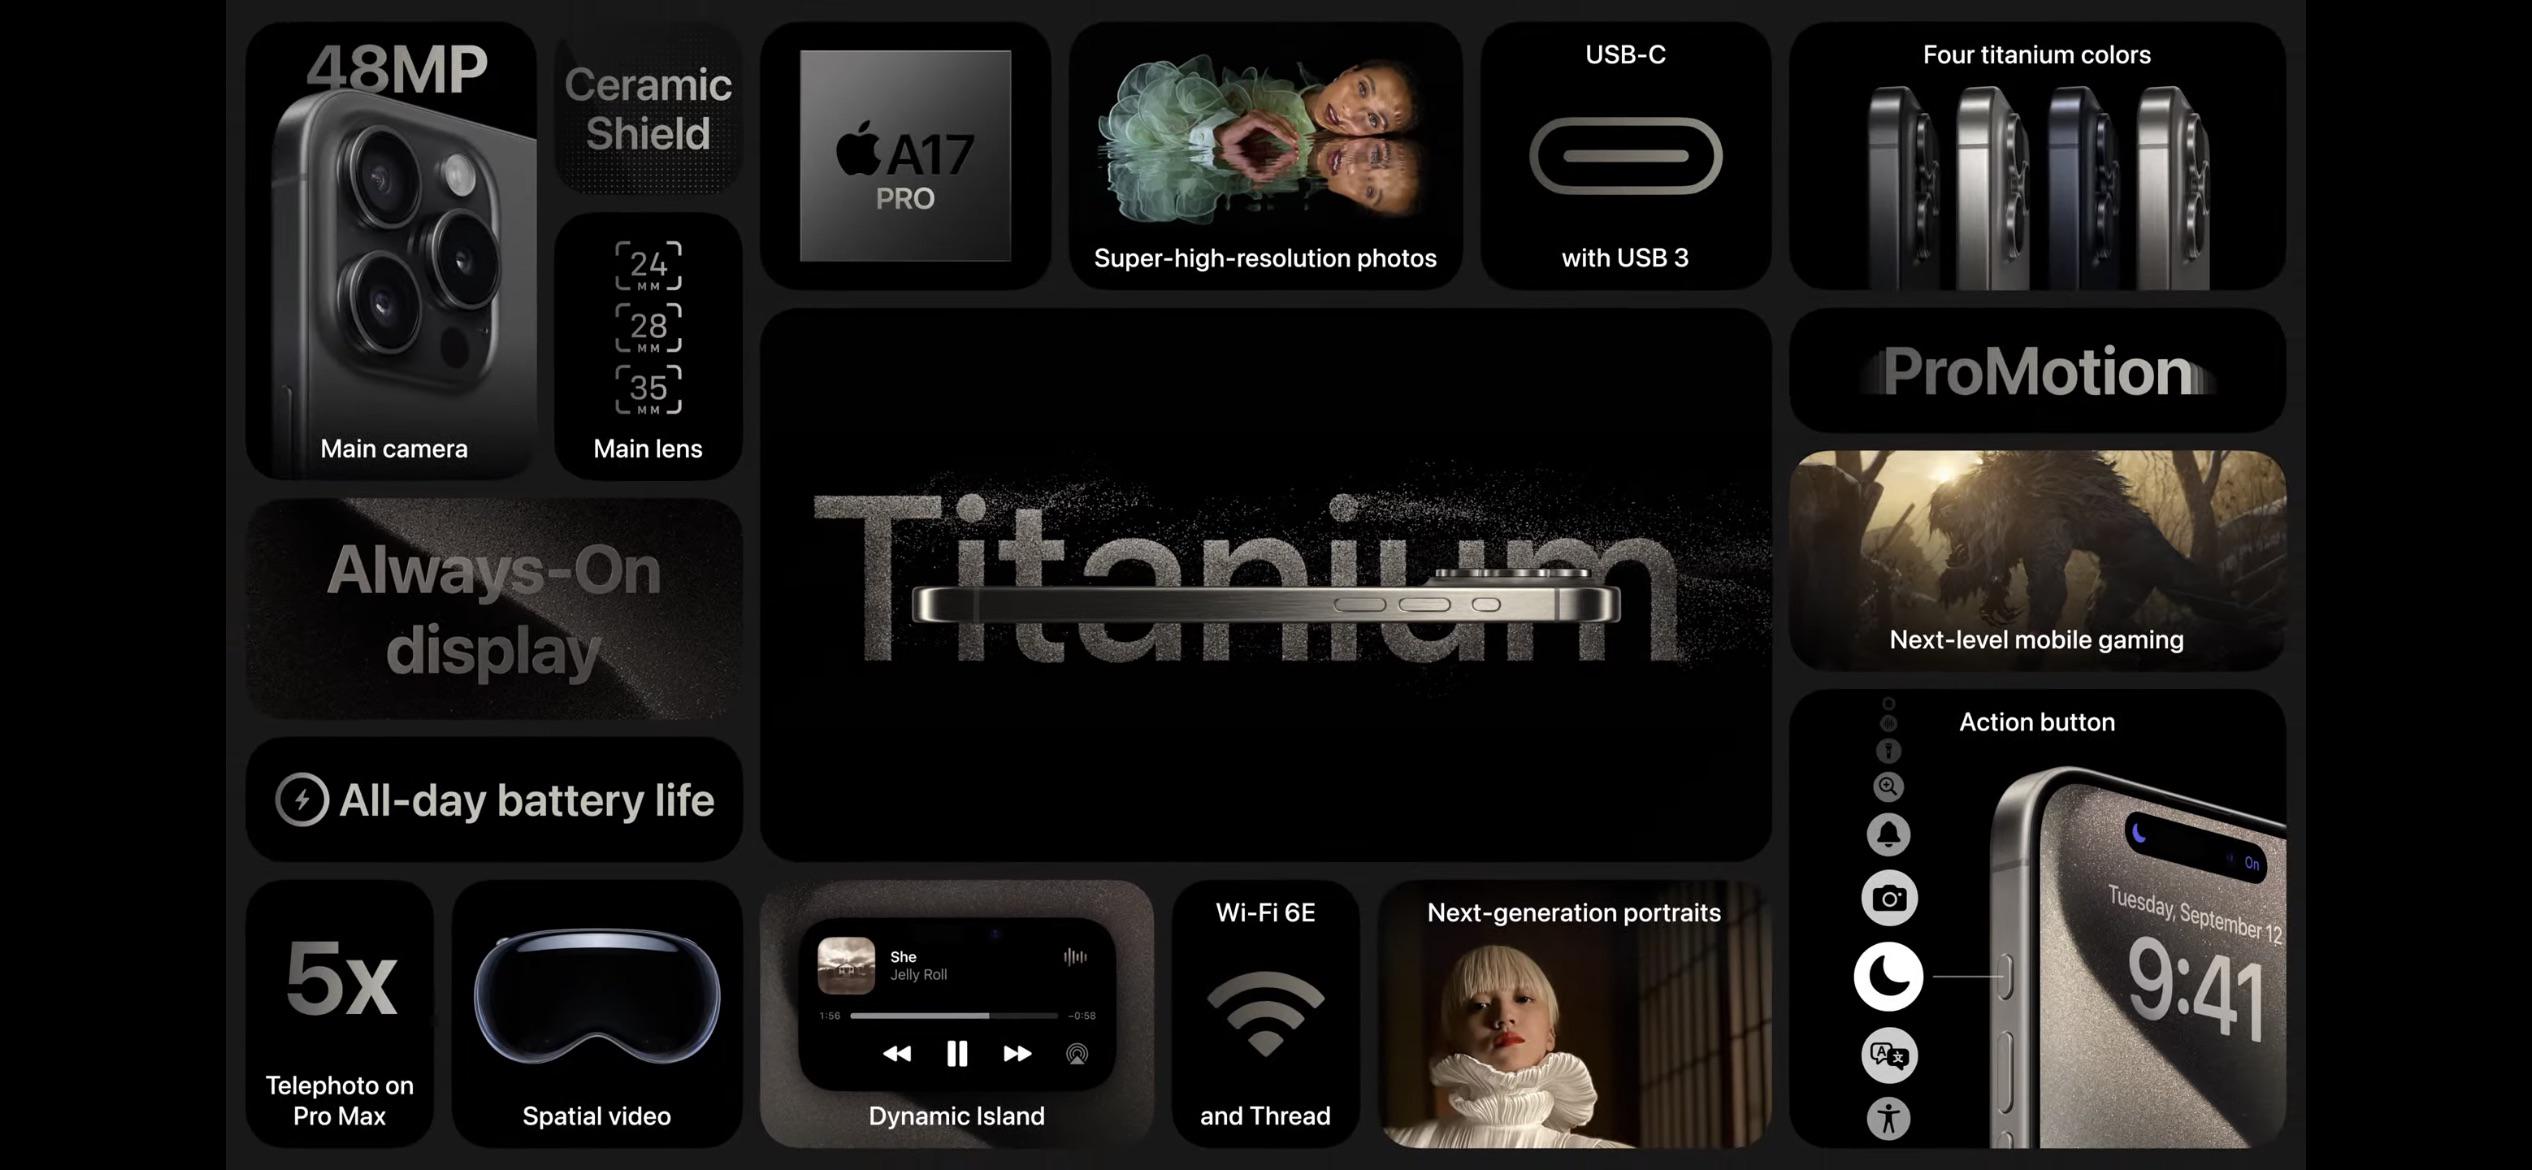 48MP
Main camera
Ceramic
Shield
24
MM
28
MM
35
MM
Main lens
A17
PRO
Super-high-resolution photos
USB-C
with USB 3
Four titanium colors
Always-On
display
Titanium
ProMotion
Next-level mobile gaming
All-day battery life
5x
Telephoto on
Pro Max
Spatial video
She
Jelly Roll
1:56
-0:58
Dynamic Island
Wi-Fi 6E
and Thread
Next-generation portraits
Action button
On
Tuesday, September 12
9:41
A 文